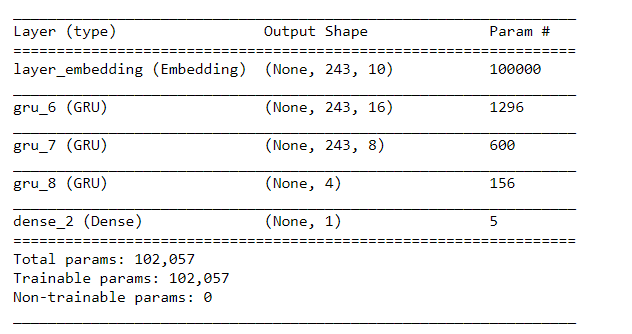 _________________________________________________________________
Layer (type)                 Output Shape              Param #
=================================================================
layer_embedding (Embedding)  (None, 243, 10)           100000
_________________________________________________________________
gru_6 (GRU)                  (None, 243, 16)           1296
_________________________________________________________________
gru_7 (GRU)                  (None, 243, 8)            600
_________________________________________________________________
gru_8 (GRU)                  (None, 4)                 156
_________________________________________________________________
dense_2 (Dense)              (None, 1)                 5
=================================================================
Total params: 102,057
Trainable params: 102,057
Non-trainable params: 0
_________________________________________________________________